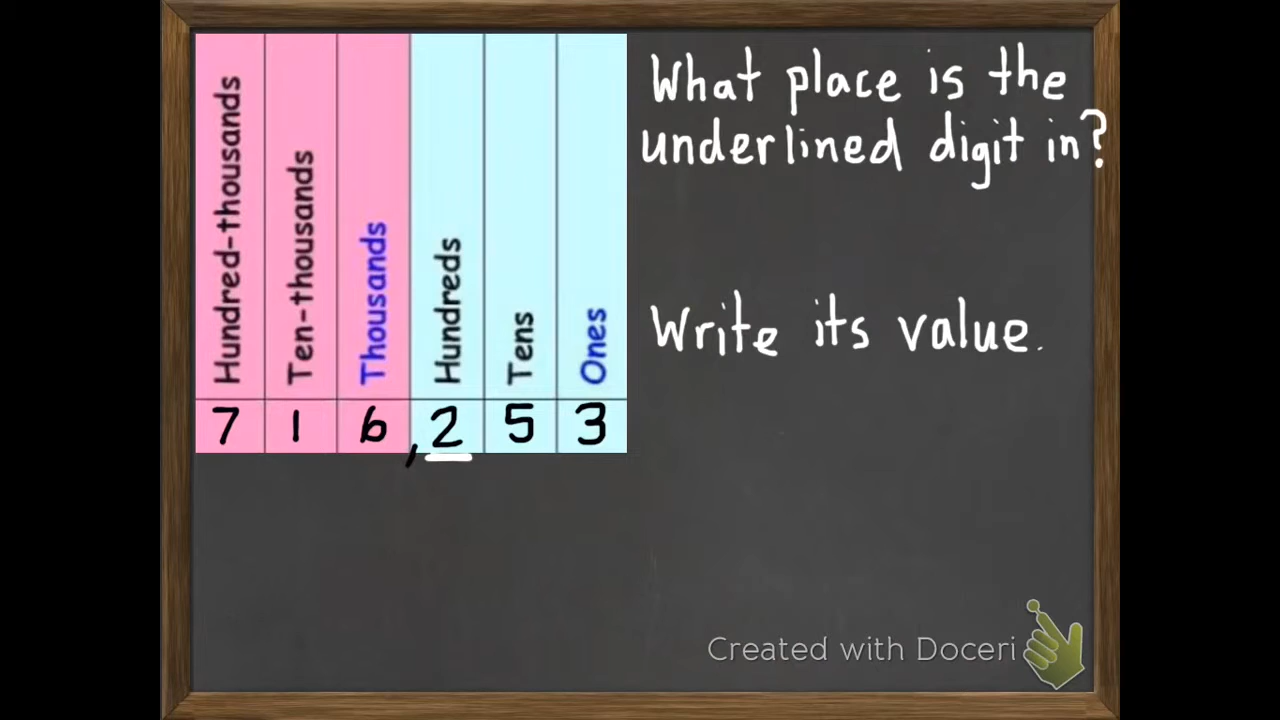 Hundred-thousands
Ten-thousands
Thousands
Hundreds
Tens
Ones
7 1 6 , 2 5 3
What place is the
underlined digit in?
Write its value.
Created with Doceri